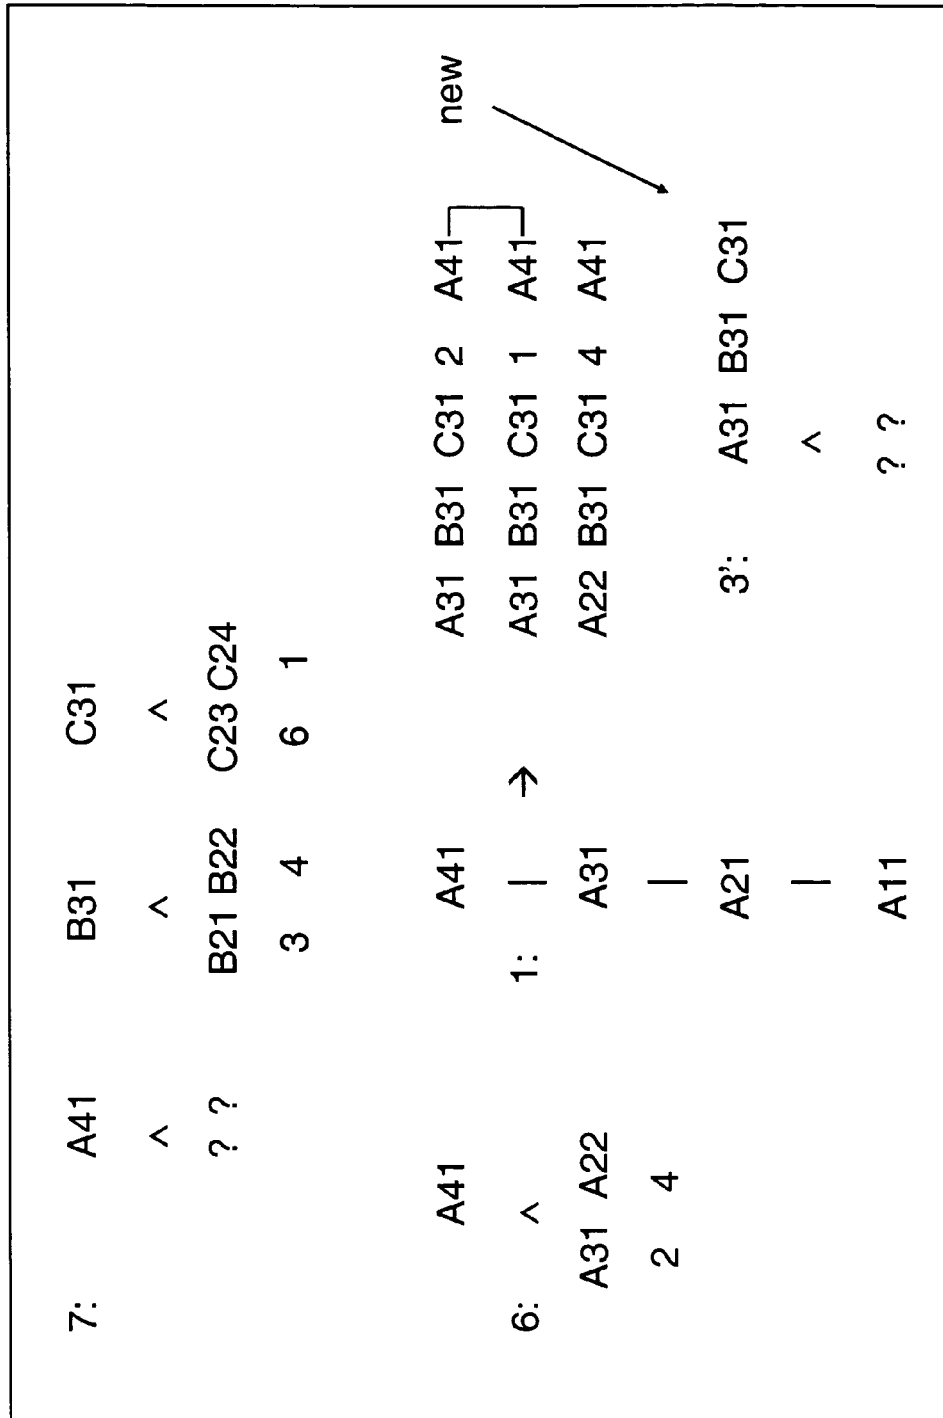 7: A41 B31 C31
^ ^ ^
? ? B21 B22 C23 C24
3 4 6 1
A41 A41 A31 B31 C31 2 A41 new
6: ^ 1: | → A31 B31 C31 1 A41
A31 A22 A31 A22 B31 C31 4 A41
2 4 |
A21 3': A31 B31 C31
| ^
A11 ? ?